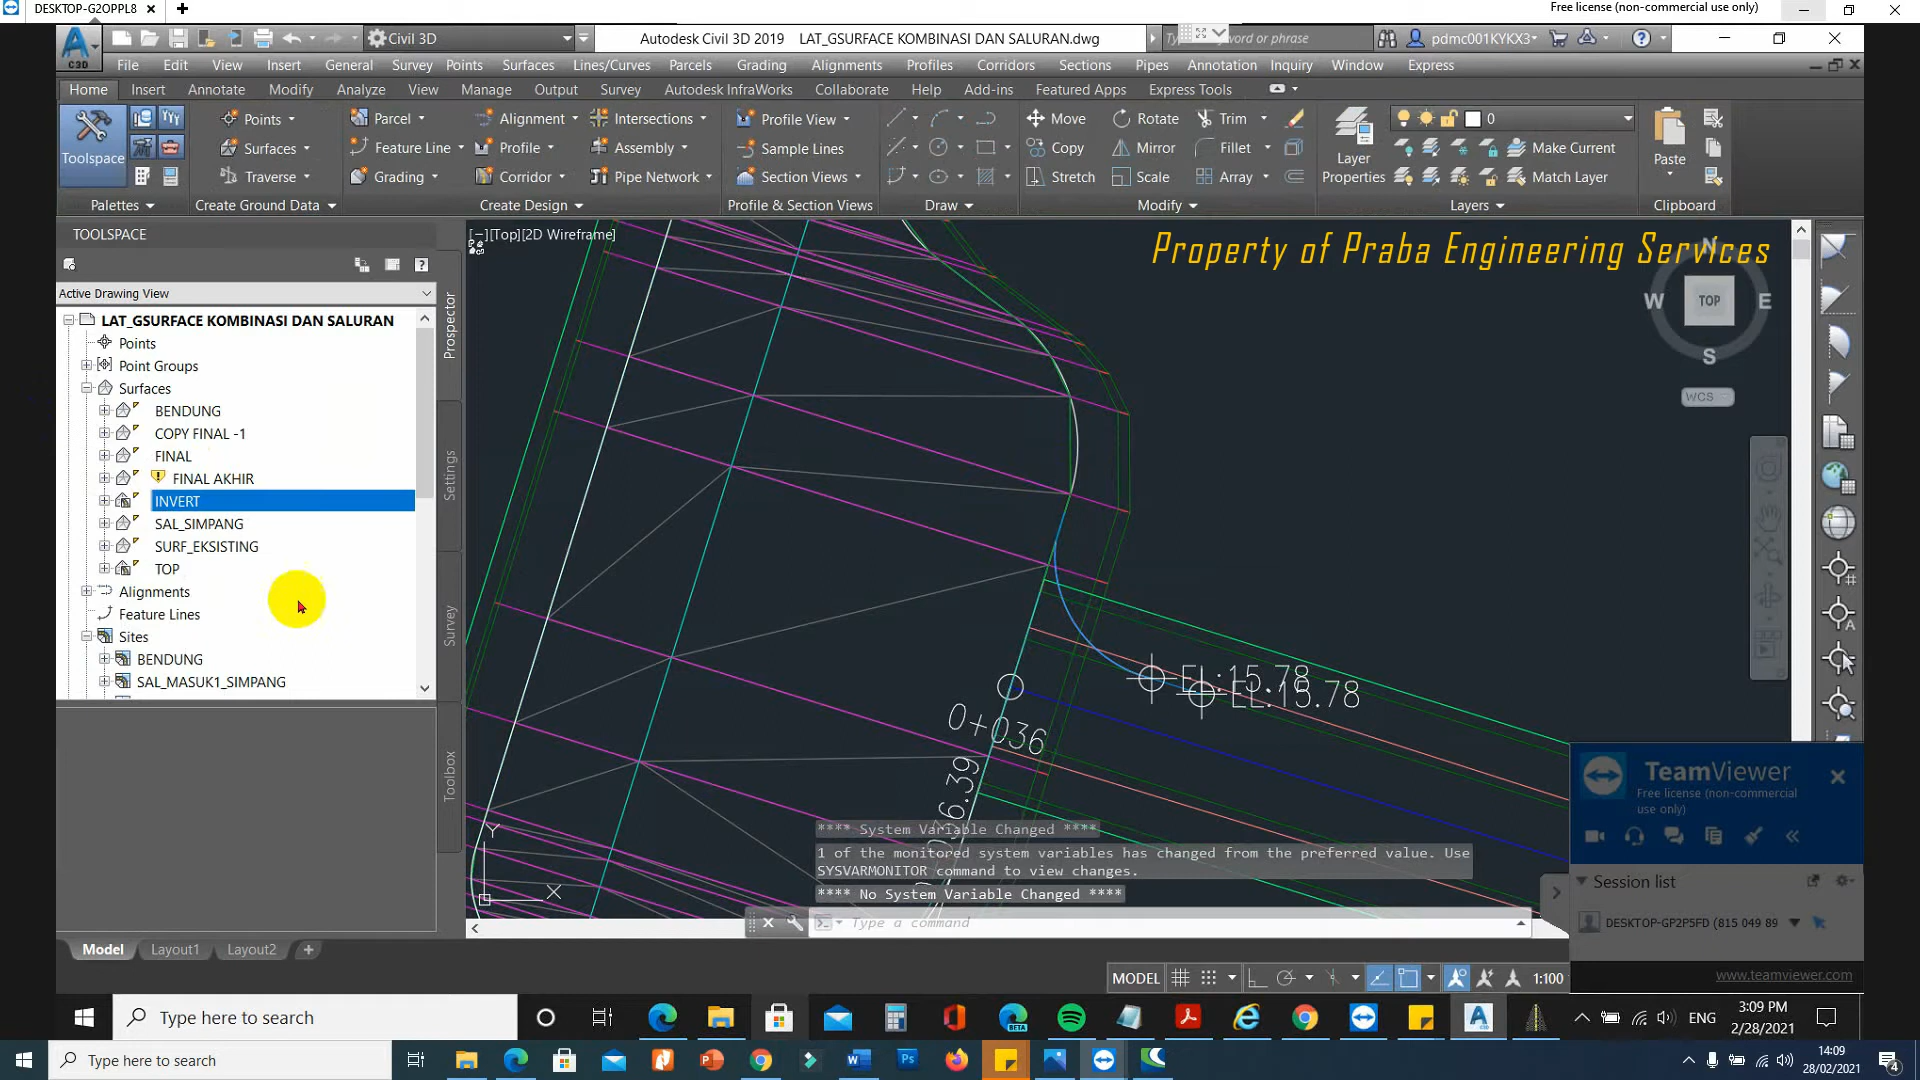 DESKTOP-G2OPPL8
Free license (non-commercial use only)
C3D
Civil 3D
Autodesk Civil 3D 2019 LAT_GSURFACE KOMBINASI DAN SALURAN.dwg
word or phrase
pdmc001KYKX3
File Edit View Insert General Survey Points Surfaces Lines/Curves Parcels Grading Alignments Profiles Corridors Sections Pipes Annotation Inquiry Window Express
Home Insert Annotate Modify Analyze View Manage Output Survey Autodesk InfraWorks Collaborate Help Add-ins Featured Apps Express Tools
Toolspace
Points
Surfaces
Traverse
Parcel
Feature Line
Grading
Alignment
Profile
Corridor
Intersections
Assembly
Pipe Network
Profile View
Sample Lines
Section Views
Move
Copy
Stretch
Rotate
Mirror
Scale
Trim
Fillet
Array
Layer
Properties
0
Make Current
Match Layer
Paste
Palettes
Create Ground Data
Create Design
Profile & Section Views
Draw
Modify
Layers
Clipboard
TOOLSPACE
Active Drawing View
LAT_GSURFACE KOMBINASI DAN SALURAN
Points
Point Groups
Surfaces
BENDUNG
COPY FINAL -1
FINAL
FINAL AKHIR
INVERT
SAL_SIMPANG
SURF_EKSISTING
TOP
Alignments
Feature Lines
Sites
BENDUNG
SAL_MASUK1_SIMPANG
Prospector
Settings
Survey
Toolbox
[−][Top][2D Wireframe]
Property of Praba Engineering Services
N
W
TOP
E
S
WCS
EL:15.78
EL:15.78
0+036
Y
X
**** System Variable Changed ****
1 of the monitored system variables has changed from the preferred value. Use
SYSVARMONITOR command to view changes.
**** No System Variable Changed ****
Type a command
TeamViewer
Free license (non-commercial
use only)
Session list
DESKTOP-GP2P5FD (815 049 89
www.teamviewer.com
Model Layout1 Layout2
MODEL
1:100
Type here to search
BETA
ENG
3:09 PM
2/28/2021
Type here to search
14:09
28/02/2021
4